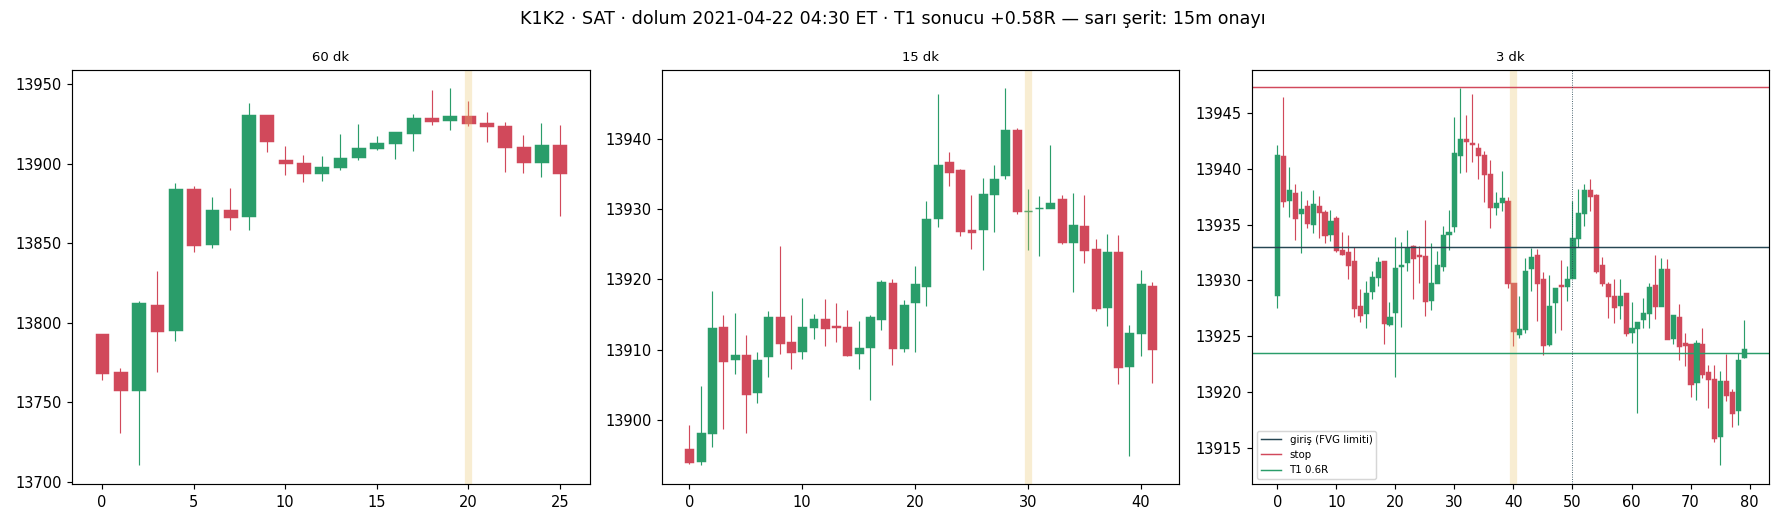 K1K2 · SAT · dolum 2021-04-22 04:30 ET · T1 sonucu +0.58R — sarı şerit: 15m onayı
60 dk
13950
13900
13850
13800
13750
13700
0 5 10 15 20 25
15 dk
13940
13930
13920
13910
13900
0 10 20 30 40
3 dk
13945
13940
13935
13930
13925
13920
13915
giriş (FVG limiti)
stop
T1 0.6R
0 10 20 30 40 50 60 70 80